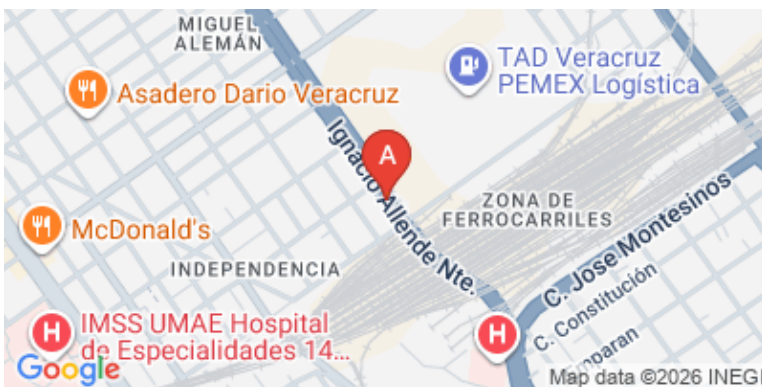 MIGUEL
ALEMÁN
TAD Veracruz
PEMEX Logística
Asadero Dario Veracruz
A
Ignacio Allende Nte.
ZONA DE
FERROCARRILES
McDonald's
C. Jose Montesinos
INDEPENDENCIA
C. Constitución
IMSS UMAE Hospital
de Especialidades 14...
H
H
Google
Map data ©2026 INEGI